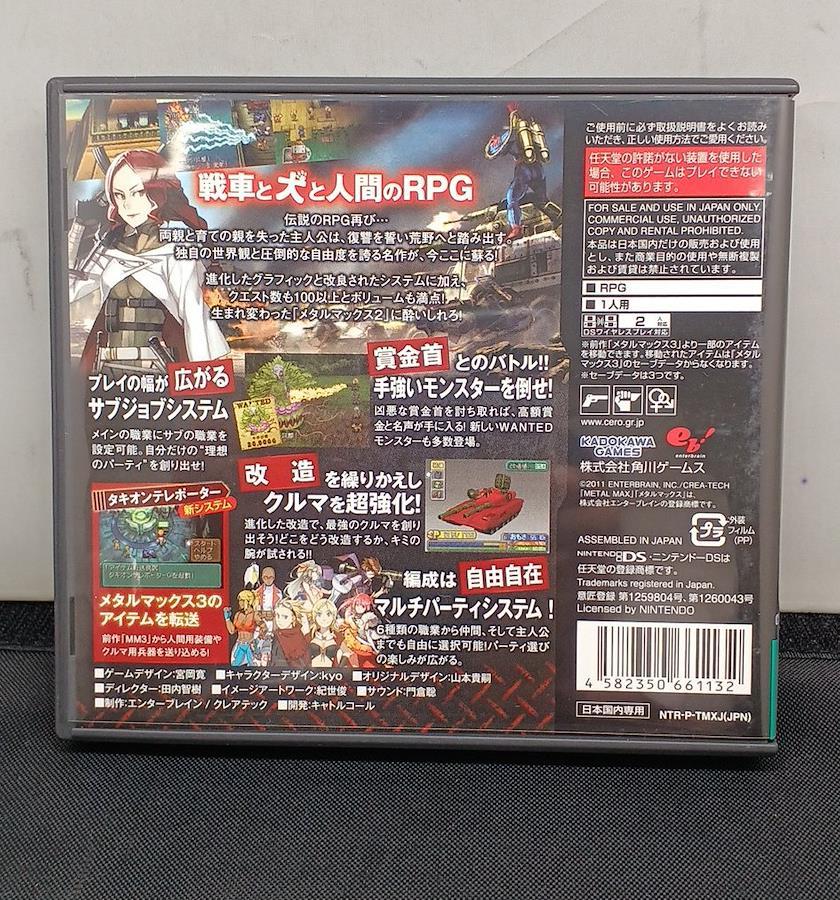 戦車と犬と人間のRPG
伝説のRPG再び…
両親と育ての親を失った主人公は、復讐を誓い荒野へと踏み出す。
独自の世界観と圧倒的な自由度を誇る名作が、今ここに蘇る!
進化したグラフィックと改良されたシステムに加え、
クエスト数も100以上とボリュームも満点!
生まれ変わった「メタルマックス2」に酔いしれろ!
プレイの幅が 広がる
サブジョブシステム
メインの職業にサブの職業を
設定可能。自分だけの"理想
のパーティ"を創り出せ!
WANTED
賞金首 とのバトル!!
手強いモンスターを倒せ!
凶悪な賞金首を討ち取れば、高額賞
金と名声が手に入る! 新しいWANTED
モンスターも多数登場。
改造 を繰りかえし
クルマを超強化!
進化した改造で、最強のクルマを創り
出そう!どこをどう改造するか、キミの
腕が試される!!
タキオンテレポーター
新システム
スタート
ヘルプ
やめる
メタルマックス3の
アイテムを転送
前作「MM3」から人間用装備や
クルマ用兵器を送り込める!
編成は 自由自在
マルチパーティシステム!
6種類の職業から仲間、そして主人公
までも自由に選択可能!パーティ選び
の楽しみが広がる。
■ゲームデザイン:宮岡寛 ■キャラクターデザイン:kyo ■オリジナルデザイン:山本貴嗣
■ディレクター:田内智樹 ■イメージアートワーク:紀世俊 ■サウンド:門倉聡
■制作:エンターブレイン / クレアテック ■開発:キャトルコール
ご使用前に必ず取扱説明書をよくお読み
いただき、正しい使用方法でご愛用ください。
任天堂の許諾がない装置を使用した
場合、このゲームはプレイできない
可能性があります。
FOR SALE AND USE IN JAPAN ONLY.
COMMERCIAL USE, UNAUTHORIZED
COPY AND RENTAL PROHIBITED.
本品は日本国内だけの販売および使用
とし、また商業目的の使用や無断複製
および賃貸は禁止されています。
■ RPG
■ 1人用
2人対応
DSワイヤレスプレイ対応
※前作「メタルマックス3」より一部のアイテム
を移動できます。移動されたアイテムは「メタル
マックス3」のセーブデータからなくなります。
※セーブデータは3つです。
www.cero.gr.jp
KADOKAWA
GAMES
eb!
enterbrain
株式会社角川ゲームス
©2011 ENTERBRAIN, INC./CREA-TECH
「METAL MAX」「メタルマックス」は、
株式会社エンターブレインの登録商標です。
プラ
外装
フィルム
(PP)
ASSEMBLED IN JAPAN
NINTENDO DS・ニンテンドーDSは
任天堂の登録商標です。
Trademarks registered in Japan.
意匠登録 第1259804号、第1260043号
Licensed by NINTENDO
4 582350 661132
日本国内専用
NTR-P-TMXJ(JPN)